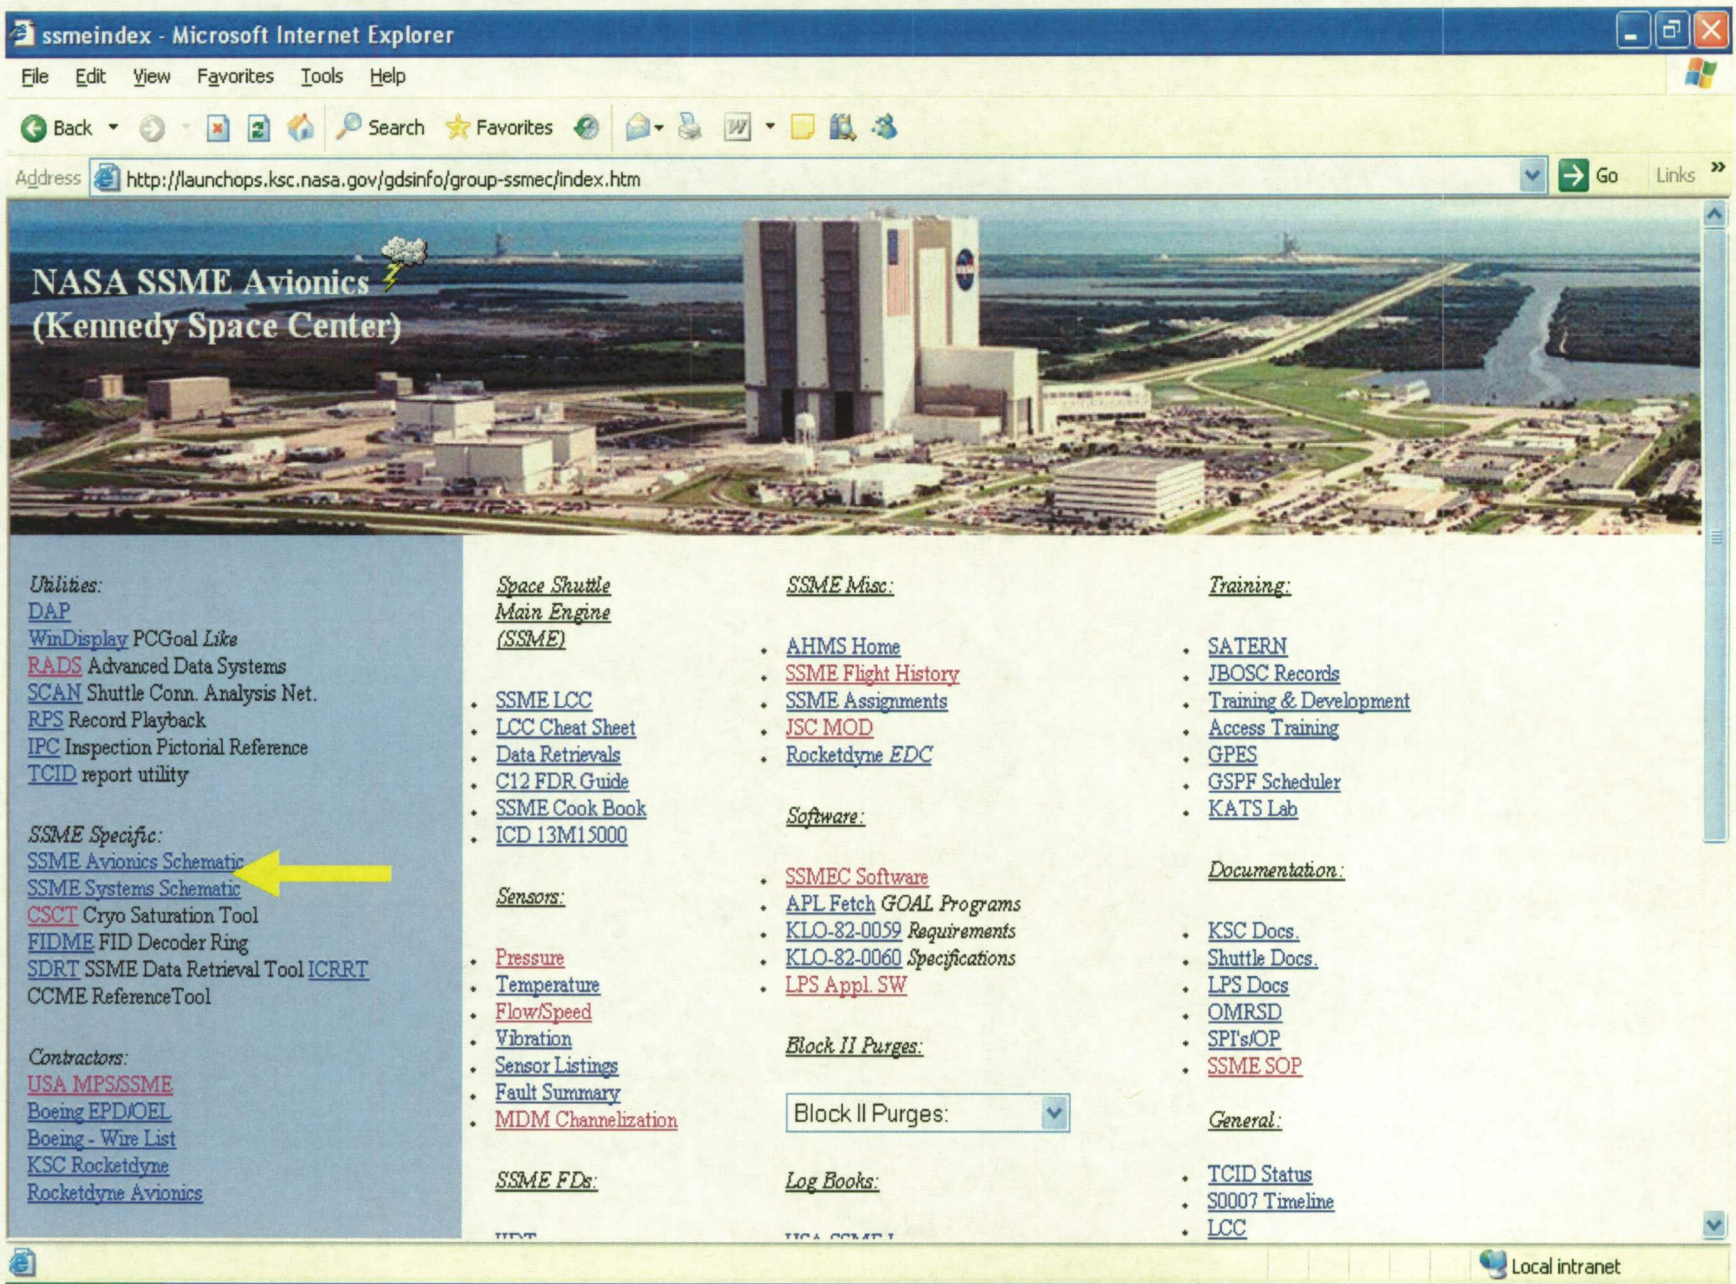 ssmeindex - Microsoft Internet Explorer
File Edit View Favorites Tools Help
Back Search Favorites
Address http://launchops.ksc.nasa.gov/gdsinfo/group-ssmec/index.htm Go Links »
NASA SSME Avionics
(Kennedy Space Center)
Utilities:
DAP
WinDisplay PCGoal Like
RADS Advanced Data Systems
SCAN Shuttle Conn. Analysis Net.
RPS Record Playback
IPC Inspection Pictorial Reference
TCID report utility
SSME Specific:
SSME Avionics Schematic
SSME Systems Schematic
CSCT Cryo Saturation Tool
FIDME FID Decoder Ring
SDRT SSME Data Retrieval Tool ICRRT
CCME ReferenceTool
Contractors:
USA MPS/SSME
Boeing EPD/OEL
Boeing - Wire List
KSC Rocketdyne
Rocketdyne Avionics
Space Shuttle
Main Engine
(SSME)
SSME LCC
LCC Cheat Sheet
Data Retrievals
C12 FDR Guide
SSME Cook Book
ICD 13M15000
Sensors:
Pressure
Temperature
Flow/Speed
Vibration
Sensor Listings
Fault Summary
MDM Channelization
SSME FDs:
SSME Misc:
AHMS Home
SSME Flight History
SSME Assignments
JSC MOD
Rocketdyne EDC
Software:
SSMEC Software
APL Fetch GOAL Programs
KLO-82-0059 Requirements
KLO-82-0060 Specifications
LPS Appl. SW
Block II Purges:
Block II Purges:
Log Books:
Training:
SATERN
JBOSC Records
Training & Development
Access Training
GPES
GSPF Scheduler
KATS Lab
Documentation:
KSC Docs.
Shuttle Docs.
LPS Docs
OMRSD
SPI's/OP
SSME SOP
General:
TCID Status
S0007 Timeline
LCC
Local intranet